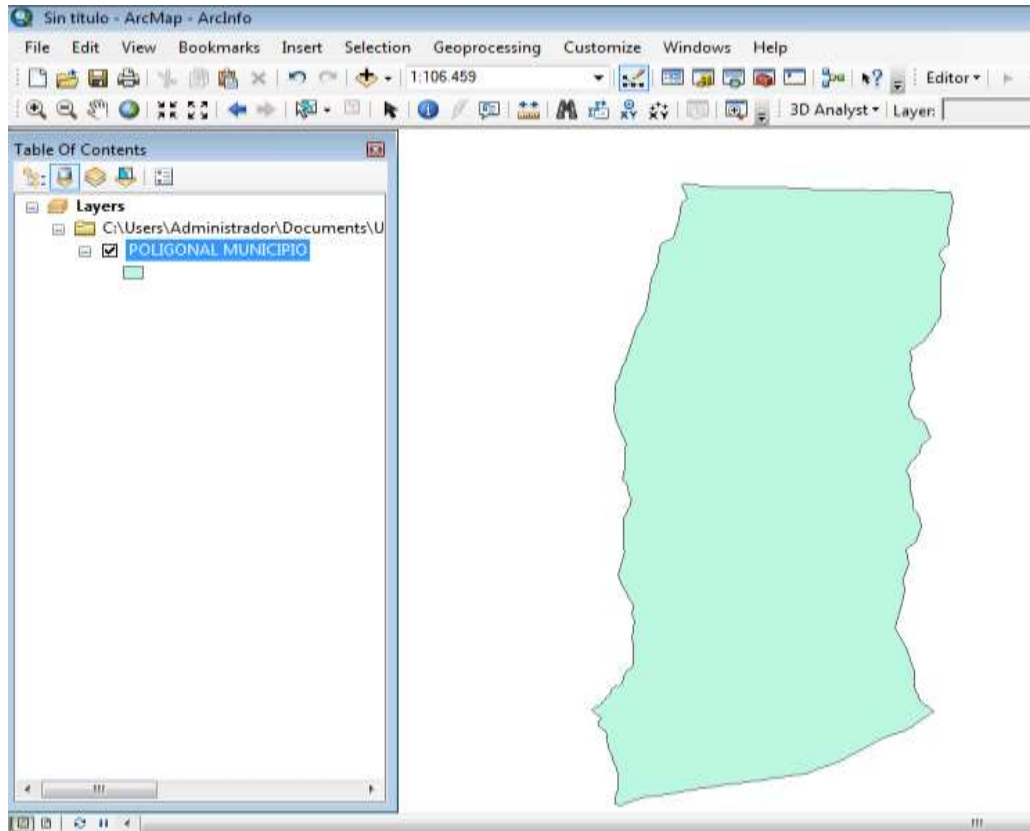 Sin título - ArcMap - ArcInfo
File Edit View Bookmarks Insert Selection Geoprocessing Customize Windows Help
1:106.459 Editor
3D Analyst Layer:
Table Of Contents
Layers
C:\Users\Administrador\Documents\U
POLIGONAL MUNICIPIO